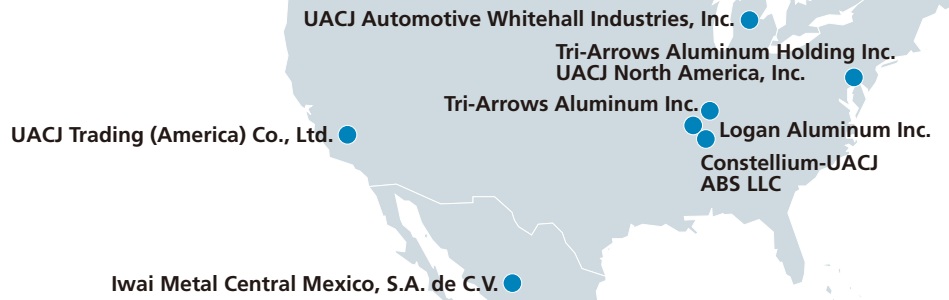 UACJ Automotive Whitehall Industries, Inc.
Tri-Arrows Aluminum Holding Inc.
UACJ North America, Inc.
Tri-Arrows Aluminum Inc.
UACJ Trading (America) Co., Ltd.
Logan Aluminum Inc.
Constellium-UACJ
ABS LLC
Iwai Metal Central Mexico, S.A. de C.V.